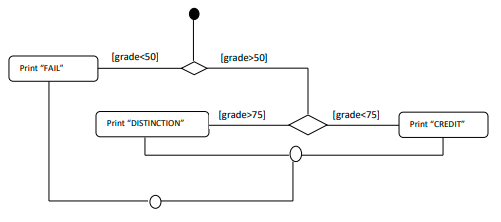 [grade<50]
[grade>50]
Print "FAIL"
[grade>75]
[grade<75]
Print "DISTINCTION"
Print "CREDIT"